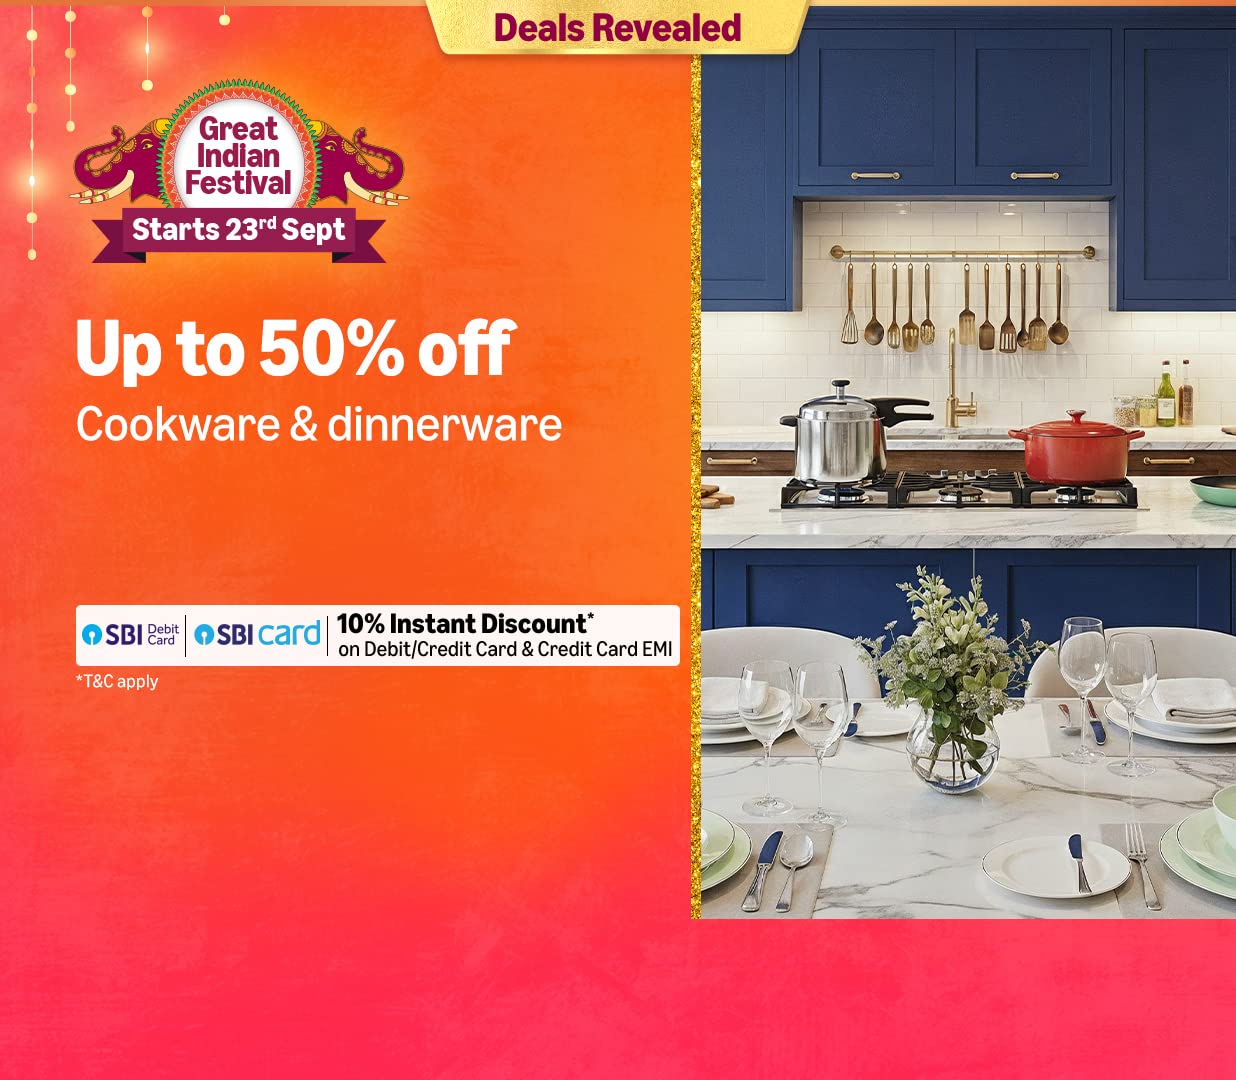 Deals Revealed
Great
Indian
Festival
Starts 23rd Sept
Up to 50% off
Cookware & dinnerware
SBI Debit Card | SBI card | 10% Instant Discount*
on Debit/Credit Card & Credit Card EMI
*T&C apply